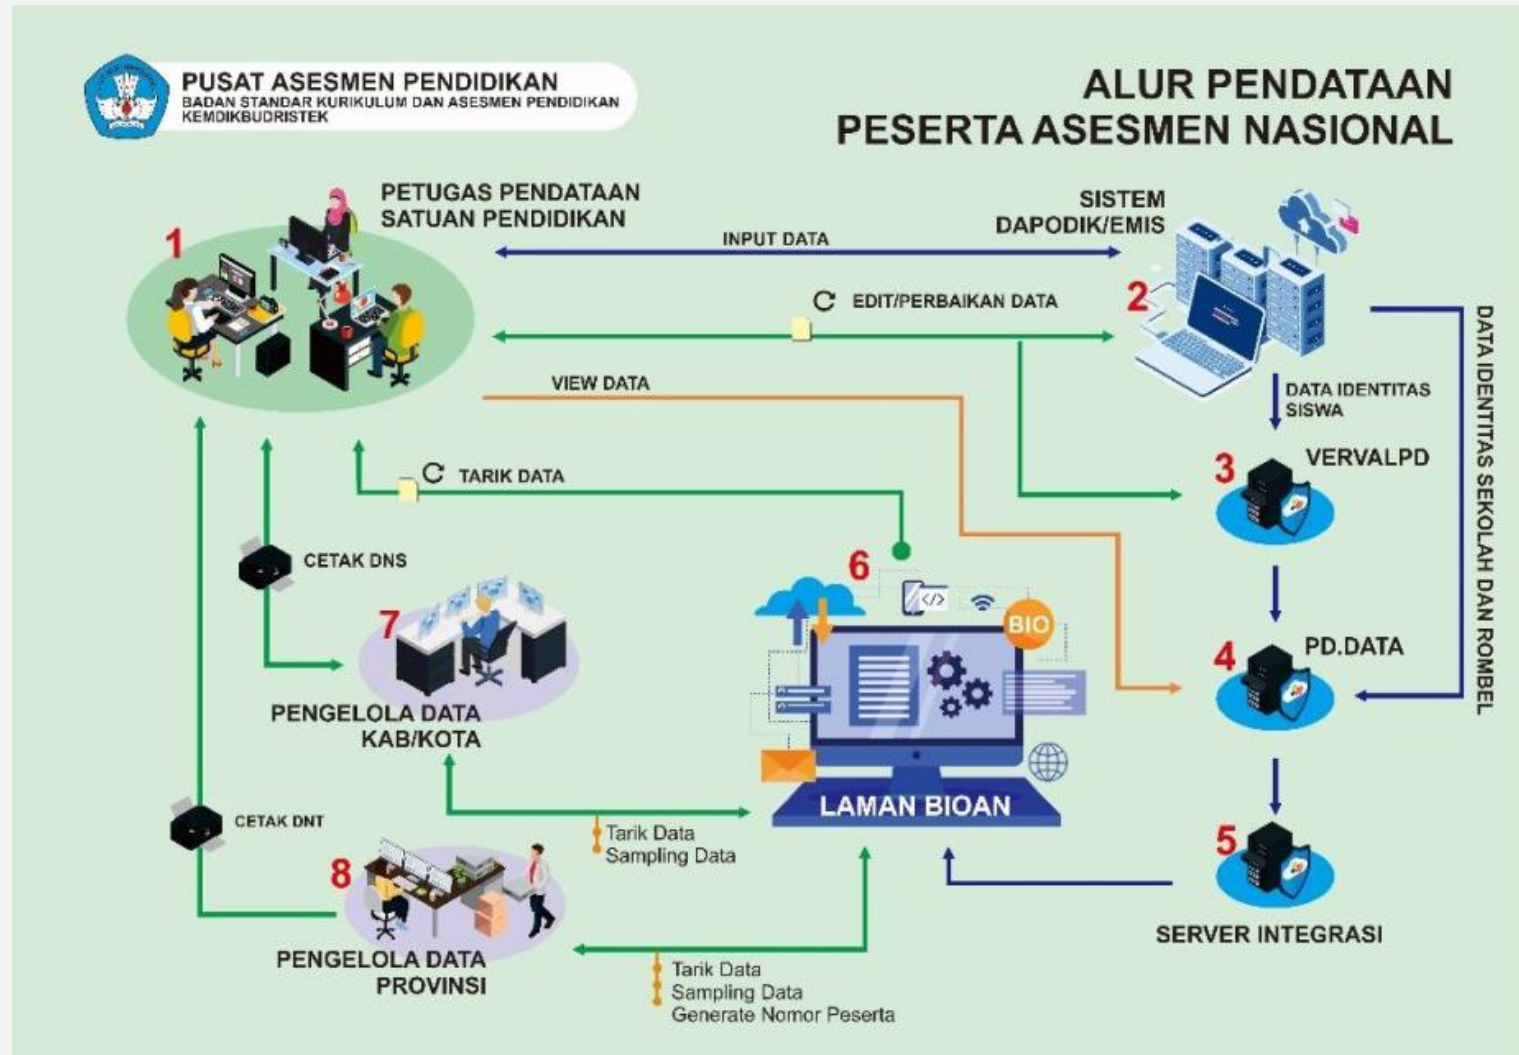 PUSAT ASESMEN PENDIDIKAN
BADAN STANDAR KURIKULUM DAN ASESMEN PENDIDIKAN
KEMDIKBUDRISTEK
ALUR PENDATAAN
PESERTA ASESMEN NASIONAL
1
PETUGAS PENDATAAN
SATUAN PENDIDIKAN
INPUT DATA
SISTEM
DAPODIK/EMIS
2
EDIT/PERBAIKAN DATA
VIEW DATA
DATA IDENTITAS
SISWA
DATA IDENTITAS SEKOLAH DAN ROMBEL
TARIK DATA
3
VERVALPD
CETAK DNS
6
</>
BIO
7
PENGELOLA DATA
KAB/KOTA
4
PD.DATA
LAMAN BIOAN
CETAK DNT
Tarik Data
Sampling Data
5
SERVER INTEGRASI
8
PENGELOLA DATA
PROVINSI
Tarik Data
Sampling Data
Generate Nomor Peserta